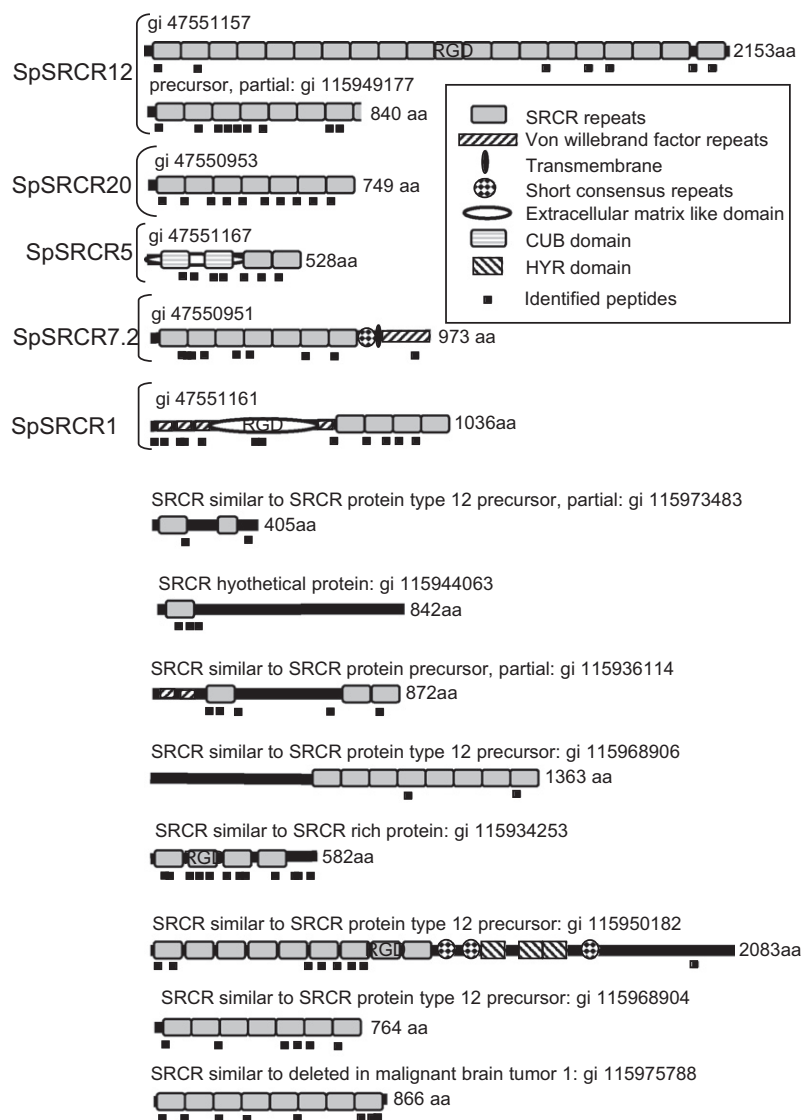 gi 47551157
RGD
2153aa
SpSRCR12
precursor, partial: gi 115949177
840 aa
SRCR repeats
Von willebrand factor repeats
Transmembrane
Short consensus repeats
Extracellular matrix like domain
CUB domain
HYR domain
Identified peptides
gi 47550953
SpSRCR20
749 aa
gi 47551167
SpSRCR5
528aa
gi 47550951
SpSRCR7.2
973 aa
gi 47551161
SpSRCR1
RGD
1036aa
SRCR similar to SRCR protein type 12 precursor, partial: gi 115973483
405aa
SRCR hyothetical protein: gi 115944063
842aa
SRCR similar to SRCR protein precursor, partial: gi 115936114
872aa
SRCR similar to SRCR protein type 12 precursor: gi 115968906
1363 aa
SRCR similar to SRCR rich protein: gi 115934253
RGD
582aa
SRCR similar to SRCR protein type 12 precursor: gi 115950182
RGD
2083aa
SRCR similar to SRCR protein type 12 precursor: gi 115968904
764 aa
SRCR similar to deleted in malignant brain tumor 1: gi 115975788
866 aa